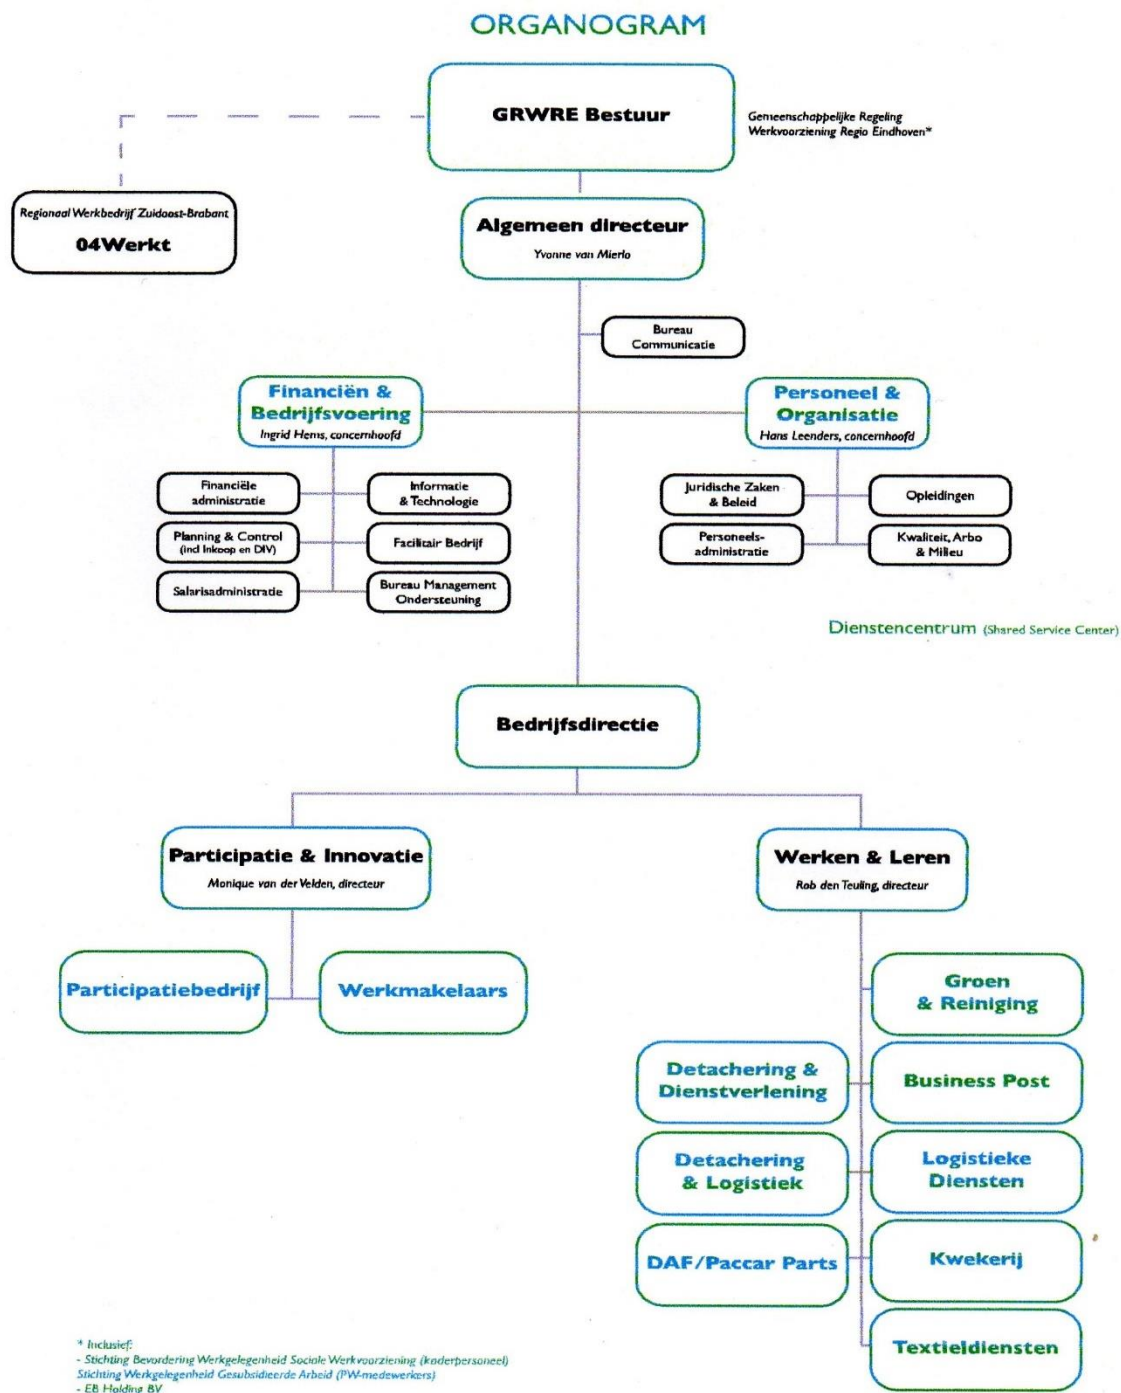 ORGANOGRAM
GRWRE Bestuur
Gemeenschappelijke Regeling
Werkvoorziening Regio Eindhoven*
Regionaal Werkbedrijf Zuidoost-Brabant
04Werkt
Algemeen directeur
Yvonne van Mierlo
Bureau
Communicatie
Financiën &
Bedrijfsvoering
Ingrid Hems, concernhoofd
Personeel &
Organisatie
Hans Leenders, concernhoofd
Financiële
administratie
Informatie
& Technologie
Planning & Control
(incl Inkoop en DIV)
Facilitair Bedrijf
Salarisadministratie
Bureau Management
Ondersteuning
Juridische Zaken
& Beleid
Opleidingen
Personeels-
administratie
Kwaliteit, Arbo
& Milieu
Dienstencentrum (Shared Service Center)
Bedrijfsdirectie
Participatie & Innovatie
Monique van der Velden, directeur
Werken & Leren
Rob den Teuling, directeur
Participatiebedrijf
Werkmakelaars
Groen
& Reiniging
Detachering &
Dienstverlening
Business Post
Detachering
& Logistiek
Logistieke
Diensten
DAF/Paccar Parts
Kwekerij
Textieldiensten
* Inclusief:
- Stichting Bevordering Werkgelegenheid Sociale Werkvoorziening (kaderpersoneel)
Stichting Werkgelegenheid Gesubsidieerde Arbeid (PW-medewerkers)
- EB Holding BV